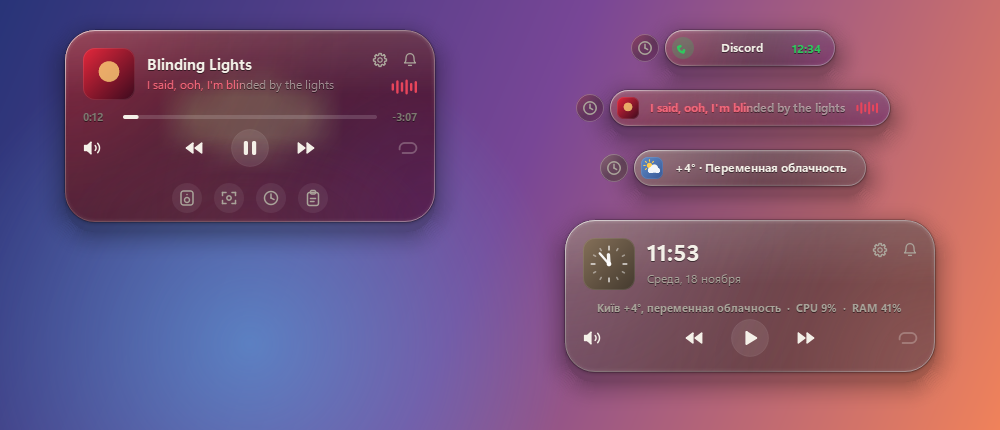 Blinding Lights
I said, ooh, I'm blinded by the lights
0:12
-3:07
Discord
12:34
I said, ooh, I'm blinded by the lights
+4° · Переменная облачность
11:53
Среда, 18 ноября
Київ +4°, переменная облачность · CPU 9% · RAM 41%